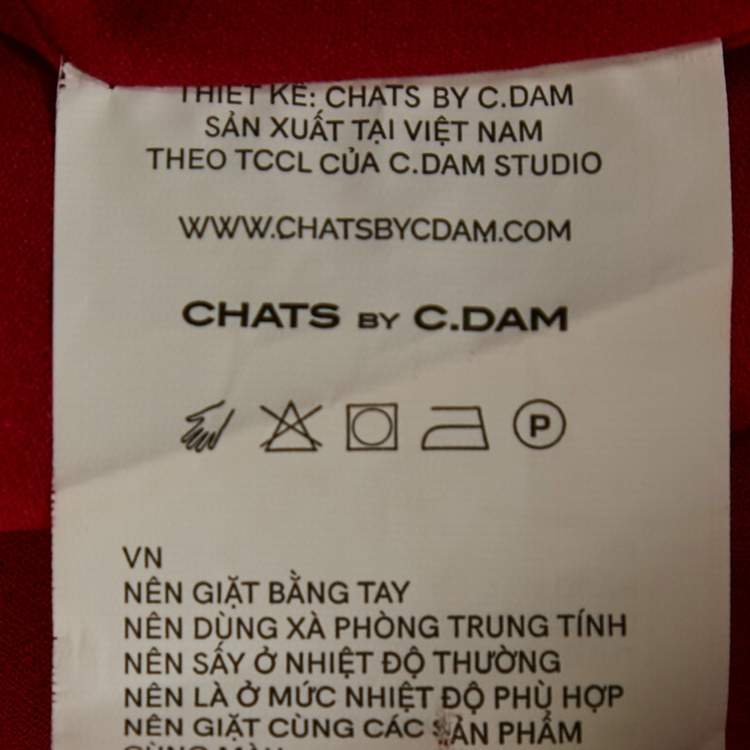 THIẾT KẾ: CHATS BY C.DAM
SẢN XUẤT TẠI VIỆT NAM
THEO TCCL CỦA C.DAM STUDIO
WWW.CHATSBYCDAM.COM
CHATS BY C.DAM
P
VN
NÊN GIẶT BẰNG TAY
NÊN DÙNG XÀ PHÒNG TRUNG TÍNH
NÊN SẤY Ở NHIỆT ĐỘ THƯỜNG
NÊN LÀ Ở MỨC NHIỆT ĐỘ PHÙ HỢP
NÊN GIẶT CÙNG CÁC SẢN PHẨM
CÙNG MÀU